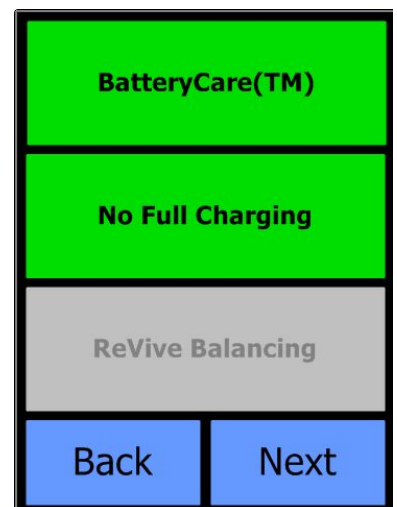 BatteryCare(TM)
No Full Charging
ReVive Balancing
Back Next